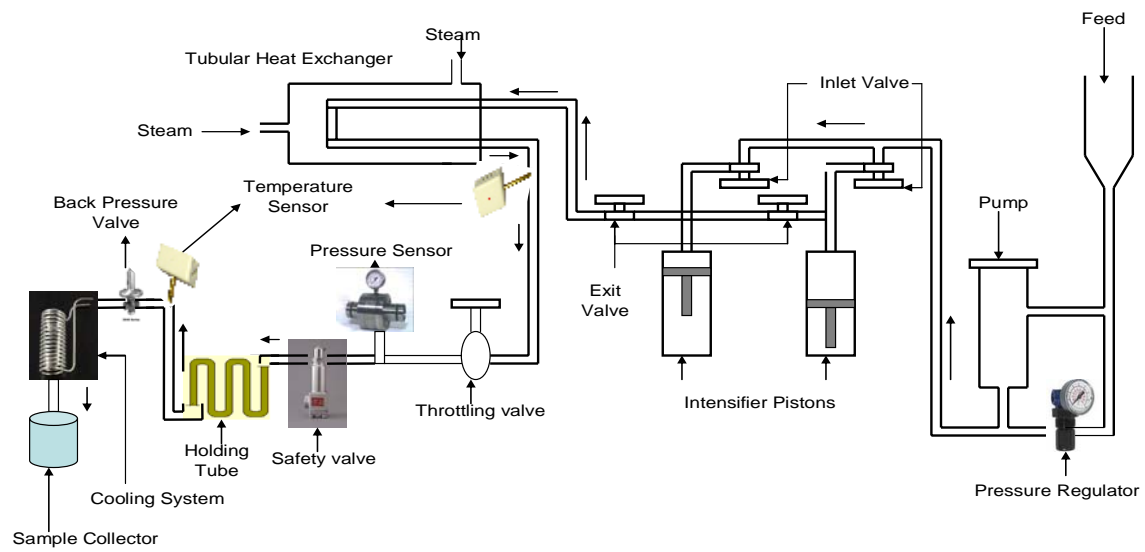 Feed
Steam
Tubular Heat Exchanger
Inlet Valve
Steam
Temperature
Sensor
Back Pressure
Valve
Pump
Pressure Sensor
Exit
Valve
Intensifier Pistons
Throttling valve
Holding
Tube
Safety valve
Cooling System
Pressure Regulator
Sample Collector